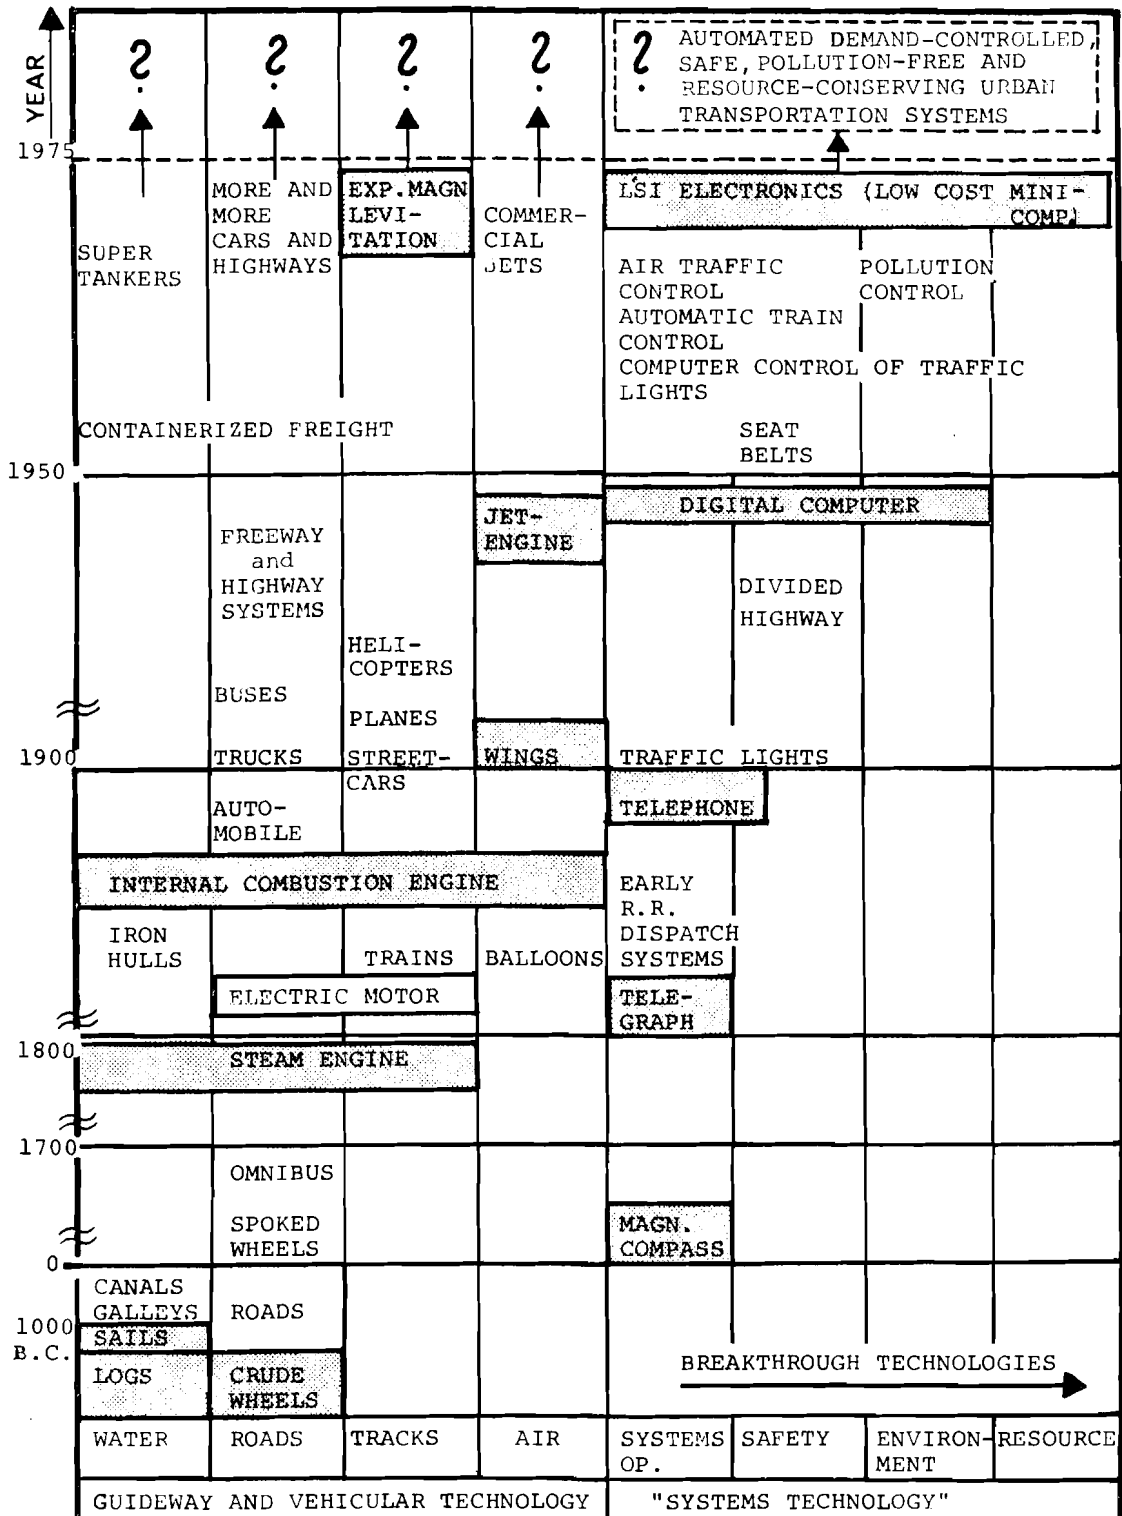 YEAR
?
?
?
?
? AUTOMATED DEMAND-CONTROLLED,
SAFE, POLLUTION-FREE AND
RESOURCE-CONSERVING URBAN
TRANSPORTATION SYSTEMS
1975
SUPER
TANKERS
MORE AND
MORE
CARS AND
HIGHWAYS
EXP.MAGN
LEVI-
TATION
COMMER-
CIAL
JETS
LSI ELECTRONICS (LOW COST MINI-
COMP.)
AIR TRAFFIC
CONTROL
AUTOMATIC TRAIN
CONTROL
COMPUTER CONTROL OF TRAFFIC
LIGHTS
POLLUTION
CONTROL
CONTAINERIZED FREIGHT
SEAT
BELTS
1950
JET-
ENGINE
DIGITAL COMPUTER
FREEWAY
and
HIGHWAY
SYSTEMS
DIVIDED
HIGHWAY
HELI-
COPTERS
BUSES
PLANES
1900
TRUCKS
STREET-
CARS
WINGS
TRAFFIC LIGHTS
AUTO-
MOBILE
TELEPHONE
INTERNAL COMBUSTION ENGINE
EARLY
R.R.
DISPATCH
SYSTEMS
IRON
HULLS
TRAINS
BALLOONS
ELECTRIC MOTOR
TELE-
GRAPH
1800
STEAM ENGINE
1700
OMNIBUS
SPOKED
WHEELS
MAGN.
COMPASS
0
CANALS
GALLEYS
ROADS
1000
B.C.
SAILS
LOGS
CRUDE
WHEELS
BREAKTHROUGH TECHNOLOGIES
WATER
ROADS
TRACKS
AIR
SYSTEMS
OP.
SAFETY
ENVIRON-
MENT
RESOURCE
GUIDEWAY AND VEHICULAR TECHNOLOGY
"SYSTEMS TECHNOLOGY"